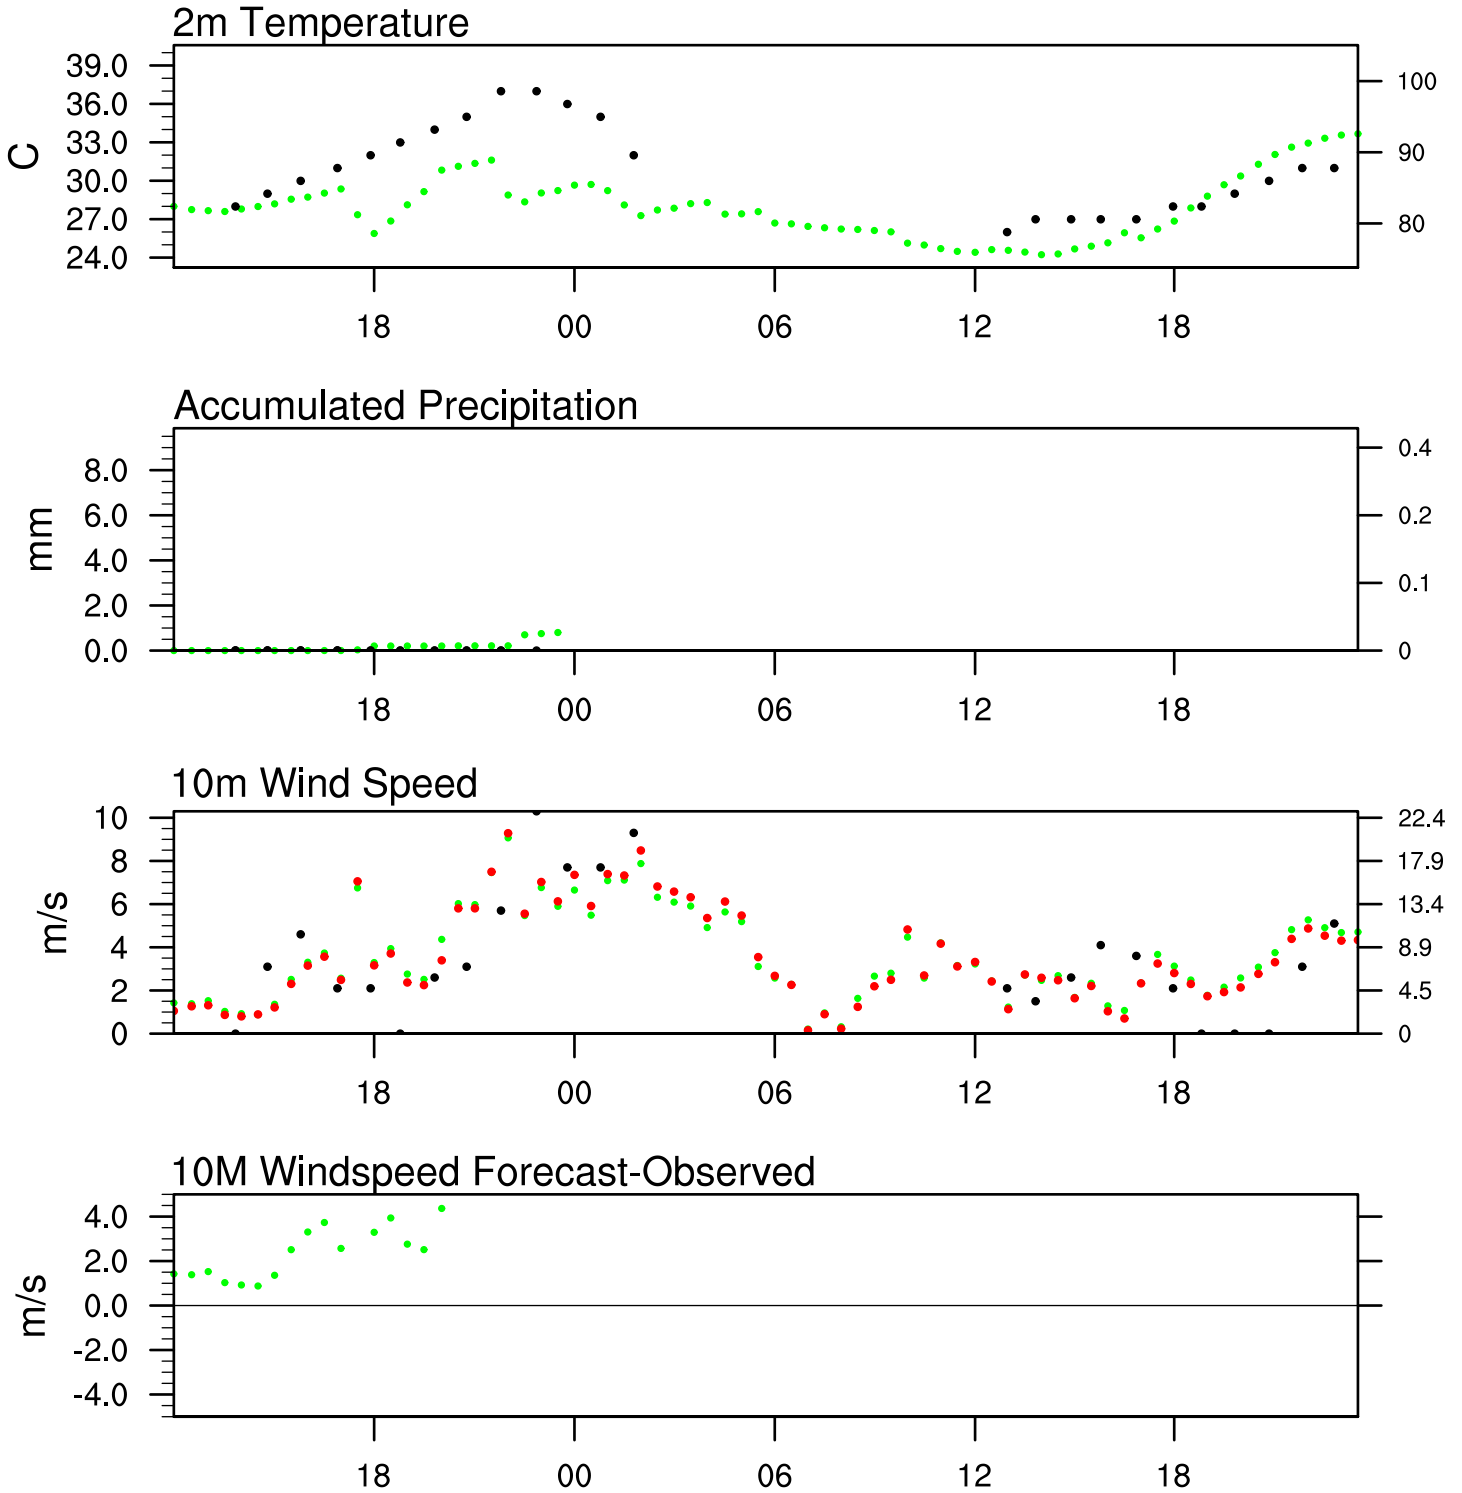 2m Temperature
39.0
36.0
33.0
30.0
27.0
24.0
C
100
90
80
18 00 06 12 18
Accumulated Precipitation
8.0
6.0
4.0
2.0
0.0
mm
0.4
0.2
0.1
0
18 00 06 12 18
10m Wind Speed
10
8
6
4
2
0
m/s
22.4
17.9
13.4
8.9
4.5
0
18 00 06 12 18
10M Windspeed Forecast-Observed
4.0
2.0
0.0
-2.0
-4.0
m/s
18 00 06 12 18